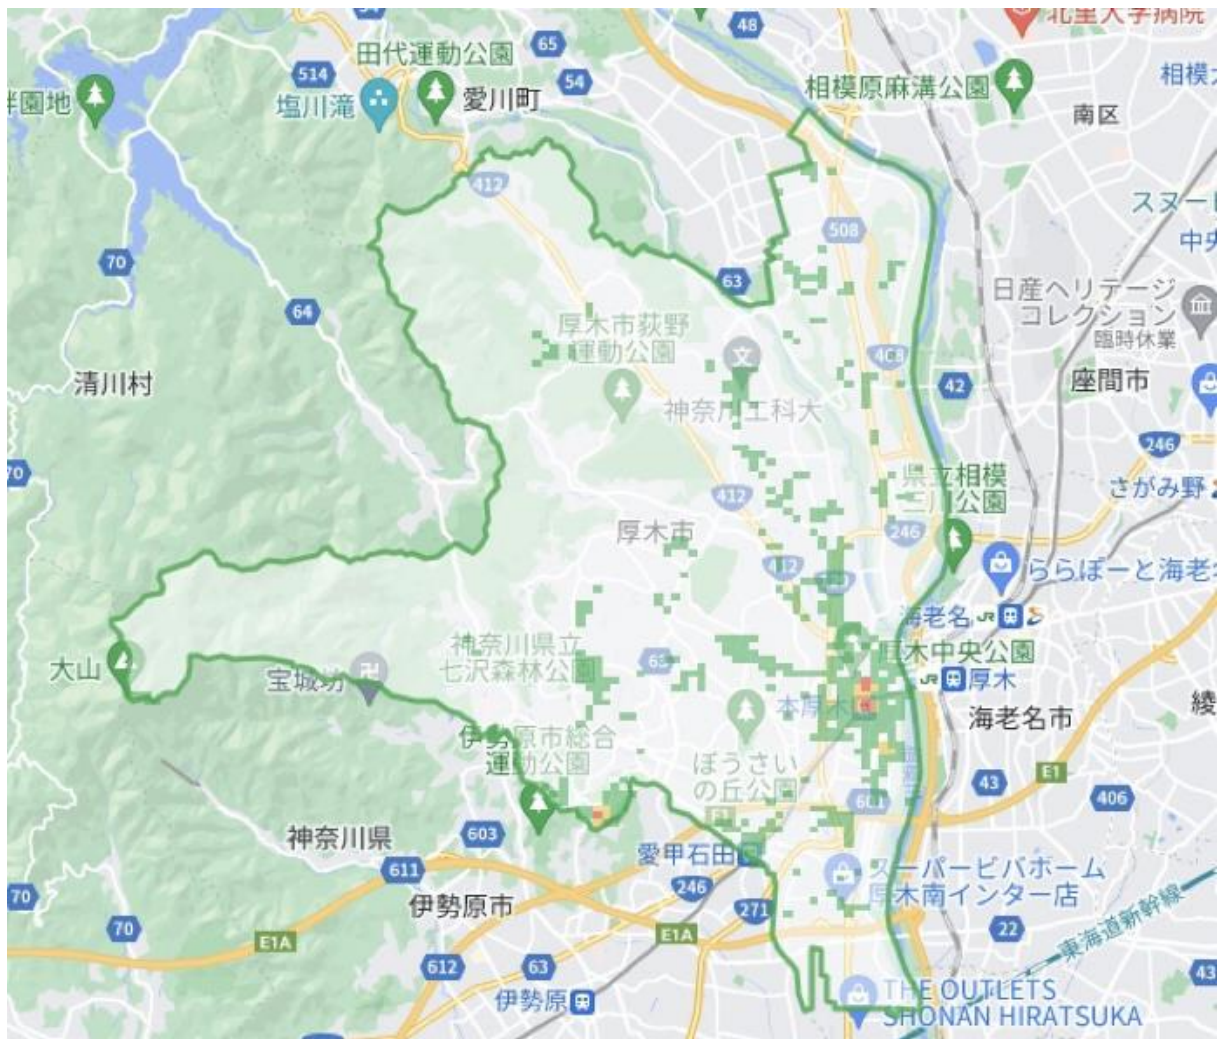 48
北里大学病院
田代運動公園
65
514
54
塩川滝
愛川町
相模原麻溝公園
南区
園地
412
508
中央
70
63
日産ヘリテージ
コレクション
臨時休業
64
厚木市荻野
運動公園
408
清川村
神奈川工科大
42
座間市
246
70
412
県立相模
三川公園
さがみ野
厚木市
246
412
ららぽーと海老名
海老名
JR
大山
宝城坊
神奈川県立
七沢森林公園
63
厚木中央公園
JR
厚木
本厚木
海老名市
綾
伊勢原市総合
運動公園
ぼうさい
の丘公園
E1
43
406
601
神奈川県
603
愛甲石田
611
246
スーパービバホーム
厚木南インター店
70
伊勢原市
271
70
E1A
E1A
22
東海道新幹線
612
63
43
伊勢原
THE OUTLETS
SHONAN HIRATSUKA